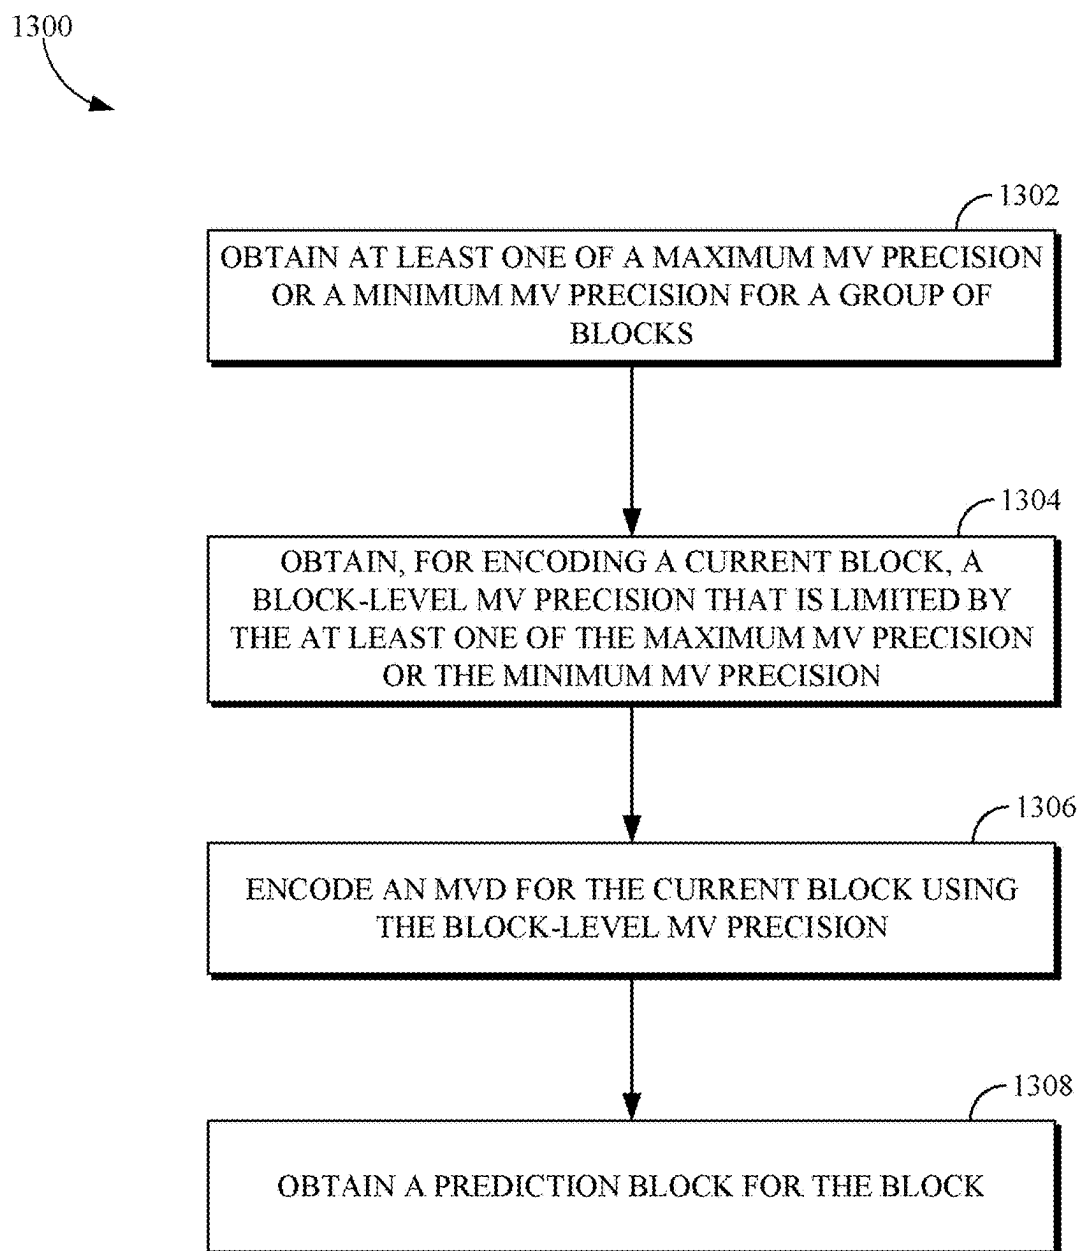 1300
1302
OBTAIN AT LEAST ONE OF A MAXIMUM MV PRECISION
OR A MINIMUM MV PRECISION FOR A GROUP OF
BLOCKS
1304
OBTAIN, FOR ENCODING A CURRENT BLOCK, A
BLOCK-LEVEL MV PRECISION THAT IS LIMITED BY
THE AT LEAST ONE OF THE MAXIMUM MV PRECISION
OR THE MINIMUM MV PRECISION
1306
ENCODE AN MVD FOR THE CURRENT BLOCK USING
THE BLOCK-LEVEL MV PRECISION
1308
OBTAIN A PREDICTION BLOCK FOR THE BLOCK